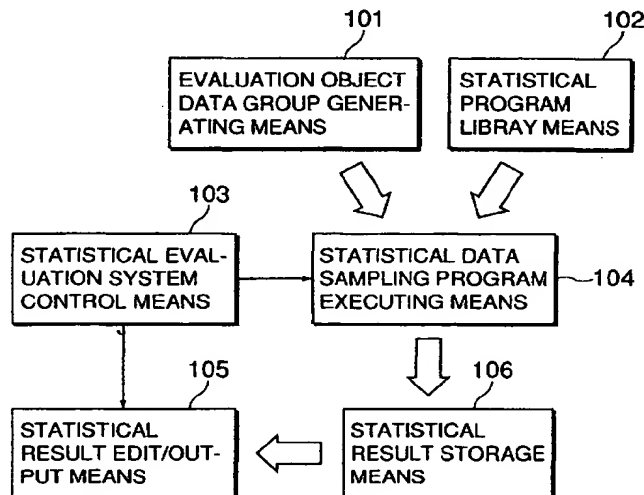 101
102
EVALUATION OBJECT
DATA GROUP GENER-
ATING MEANS
STATISTICAL
PROGRAM
LIBRAY MEANS
103
STATISTICAL EVAL-
UATION SYSTEM
CONTROL MEANS
STATISTICAL DATA
SAMPLING PROGRAM
EXECUTING MEANS
104
105
106
STATISTICAL
RESULT EDIT/OUT-
PUT MEANS
STATISTICAL
RESULT STORAGE
MEANS